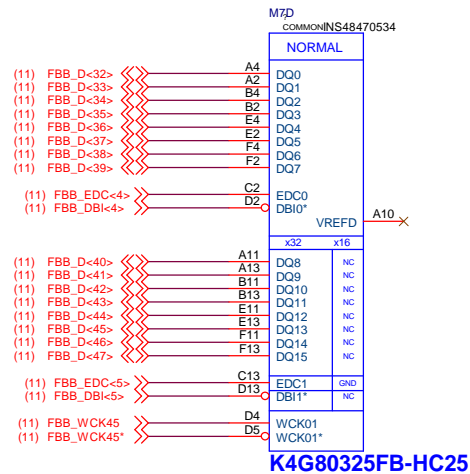 M7D
COMMON INS48470534
NORMAL
(11) FBB_D<32> A4 DQ0
(11) FBB_D<33> A2 DQ1
(11) FBB_D<34> B4 DQ2
(11) FBB_D<35> B2 DQ3
(11) FBB_D<36> E4 DQ4
(11) FBB_D<37> E2 DQ5
(11) FBB_D<38> F4 DQ6
(11) FBB_D<39> F2 DQ7
(11) FBB_EDC<4> C2 EDC0
(11) FBB_DBI<4> D2 DBI0*
VREFD A10
x32 x16
(11) FBB_D<40> A11 DQ8 NC
(11) FBB_D<41> A13 DQ9 NC
(11) FBB_D<42> B11 DQ10 NC
(11) FBB_D<43> B13 DQ11 NC
(11) FBB_D<44> E11 DQ12 NC
(11) FBB_D<45> E13 DQ13 NC
(11) FBB_D<46> F11 DQ14 NC
(11) FBB_D<47> F13 DQ15 NC
(11) FBB_EDC<5> C13 EDC1 GND
(11) FBB_DBI<5> D13 DBI1* NC
(11) FBB_WCK45 D4 WCK01
(11) FBB_WCK45* D5 WCK01*
K4G80325FB-HC25